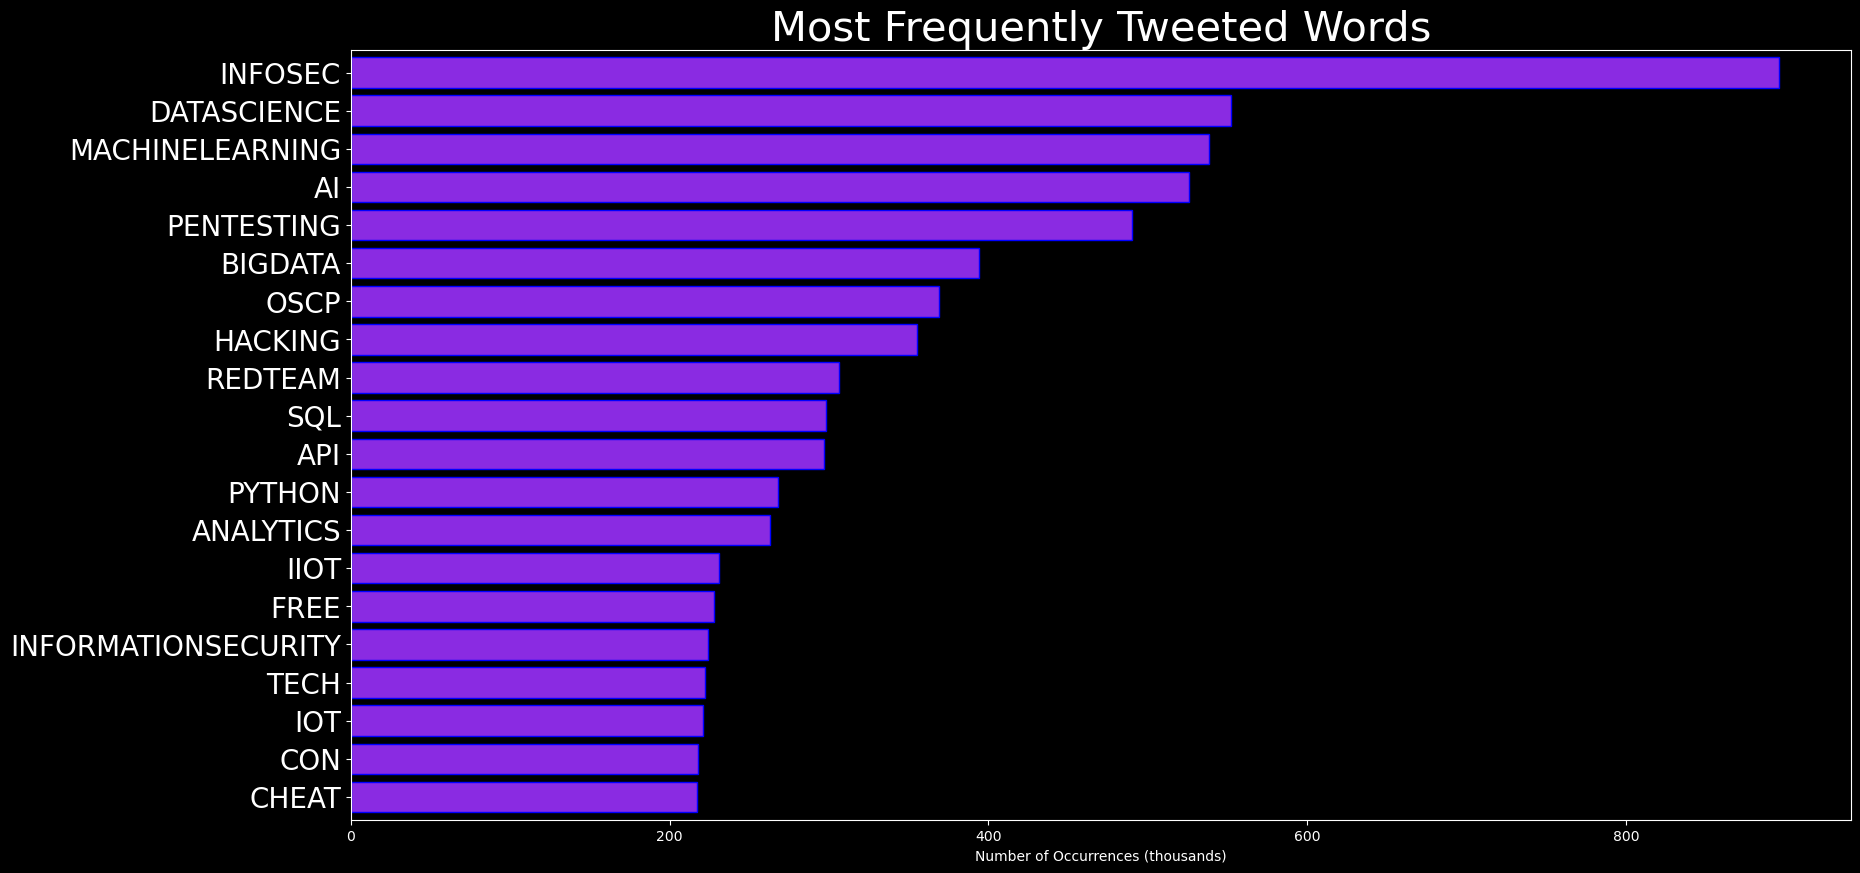 Most Frequently Tweeted Words
INFOSEC
DATASCIENCE
MACHINELEARNING
AI
PENTESTING
BIGDATA
OSCP
HACKING
REDTEAM
SQL
API
PYTHON
ANALYTICS
IIOT
FREE
INFORMATIONSECURITY
TECH
IOT
CON
CHEAT
0 200 400 600 800
Number of Occurrences (thousands)